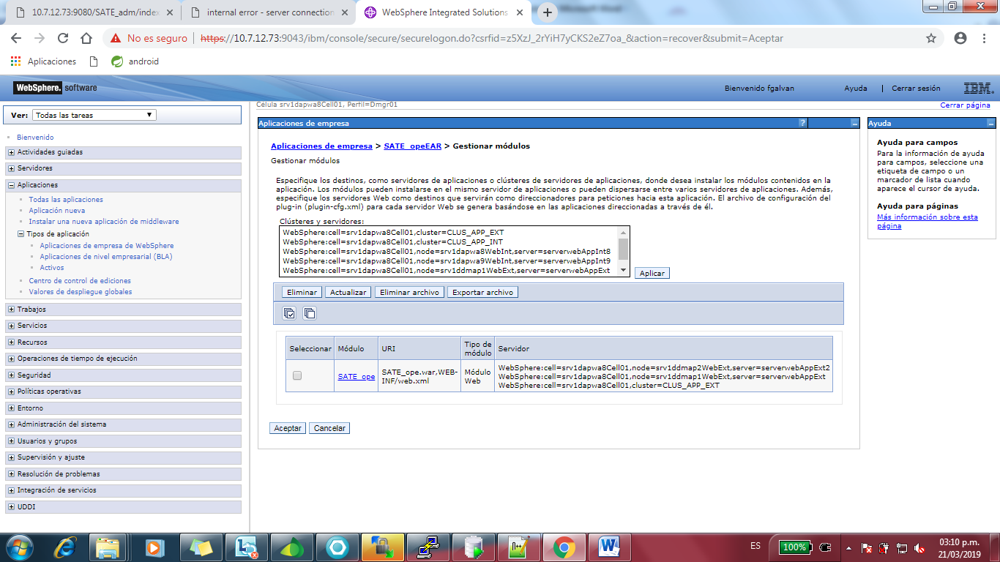 10.7.12.73:9080/SATE_adm/index
internal error - server connection
WebSphere Integrated Solutions
No es seguro
https://10.7.12.73:9043/ibm/console/secure/securelogon.do?csrfid=z5XzJ_2rYiH7yCKS2eZ7oa_&action=recover&submit=Aceptar
Aplicaciones
android
WebSphere. software
Bienvenido fgalvan
Ayuda
Cerrar sesión
IBM.
Ver: Todas las tareas
Bienvenido
Actividades guiadas
Servidores
Aplicaciones
Todas las aplicaciones
Aplicación nueva
Instalar una nueva aplicación de middleware
Tipos de aplicación
Aplicaciones de empresa de WebSphere
Aplicaciones de nivel empresarial (BLA)
Activos
Centro de control de ediciones
Valores de despliegue globales
Trabajos
Servicios
Recursos
Operaciones de tiempo de ejecución
Seguridad
Políticas operativas
Entorno
Administración del sistema
Usuarios y grupos
Supervisión y ajuste
Resolución de problemas
Integración de servicios
UDDI
Célula srv1dapwa8Cell01, Perfil=Dmgr01
Cerrar página
Aplicaciones de empresa
?
Aplicaciones de empresa > SATE_opeEAR > Gestionar módulos
Gestionar módulos
Especifique los destinos, como servidores de aplicaciones o clústeres de servidores de aplicaciones, donde desea instalar los módulos contenidos en la
aplicación. Los módulos pueden instalarse en el mismo servidor de aplicaciones o pueden dispersarse entre varios servidores de aplicaciones. Además,
especifique los servidores Web como destinos que servirán como direccionadores para peticiones hacia esta aplicación. El archivo de configuración del
plug-in (plugin-cfg.xml) para cada servidor Web se genera basándose en las aplicaciones direccionadas a través de él.
Clústeres y servidores:
WebSphere:cell=srv1dapwa8Cell01,cluster=CLUS_APP_EXT
WebSphere:cell=srv1dapwa8Cell01,cluster=CLUS_APP_INT
WebSphere:cell=srv1dapwa8Cell01,node=srv1dapwa8WebInt,server=serverwebAppInt8
WebSphere:cell=srv1dapwa8Cell01,node=srv1dapwa9WebInt,server=serverwebAppInt9
WebSphere:cell=srv1dapwa8Cell01,node=srv1ddmap1WebExt,server=serverwebAppExt
Aplicar
Eliminar
Actualizar
Eliminar archivo
Exportar archivo
Seleccionar
Módulo
URI
Tipo de
módulo
Servidor
SATE_ope
SATE_ope.war,WEB-
INF/web.xml
Módulo
Web
WebSphere:cell=srv1dapwa8Cell01,node=srv1ddmap2WebExt,server=serverwebAppExt2
WebSphere:cell=srv1dapwa8Cell01,node=srv1ddmap1WebExt,server=serverwebAppExt
WebSphere:cell=srv1dapwa8Cell01,cluster=CLUS_APP_EXT
Aceptar
Cancelar
Ayuda
Ayuda para campos
Para la información de ayuda
para campos, seleccione una
etiqueta de campo o un
marcador de lista cuando
aparece el cursor de ayuda.
Ayuda para páginas
Más información sobre esta
página
ES
100%
03:10 p.m.
21/03/2019